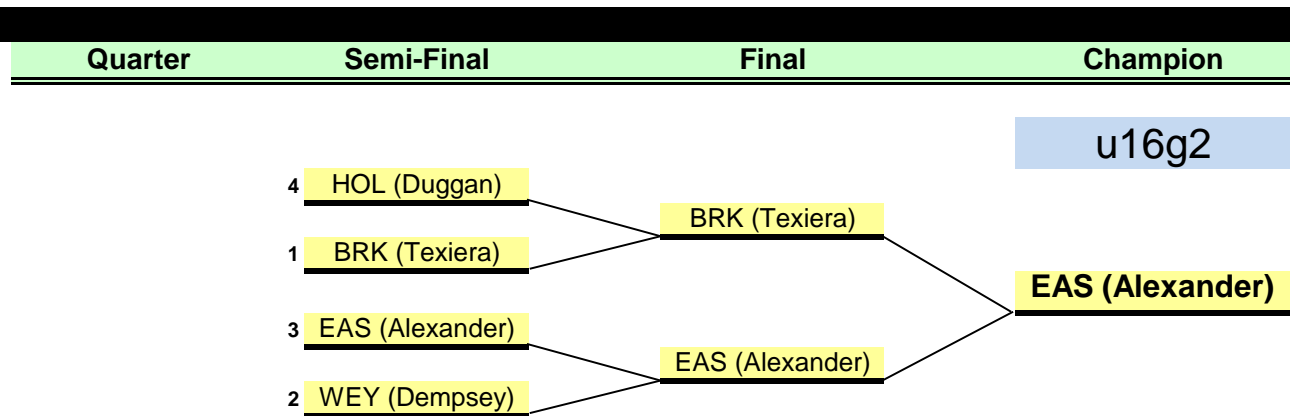 Quarter Semi-Final Final Champion
u16g2
4 HOL (Duggan)
BRK (Texiera)
1 BRK (Texiera)
EAS (Alexander)
3 EAS (Alexander)
EAS (Alexander)
2 WEY (Dempsey)